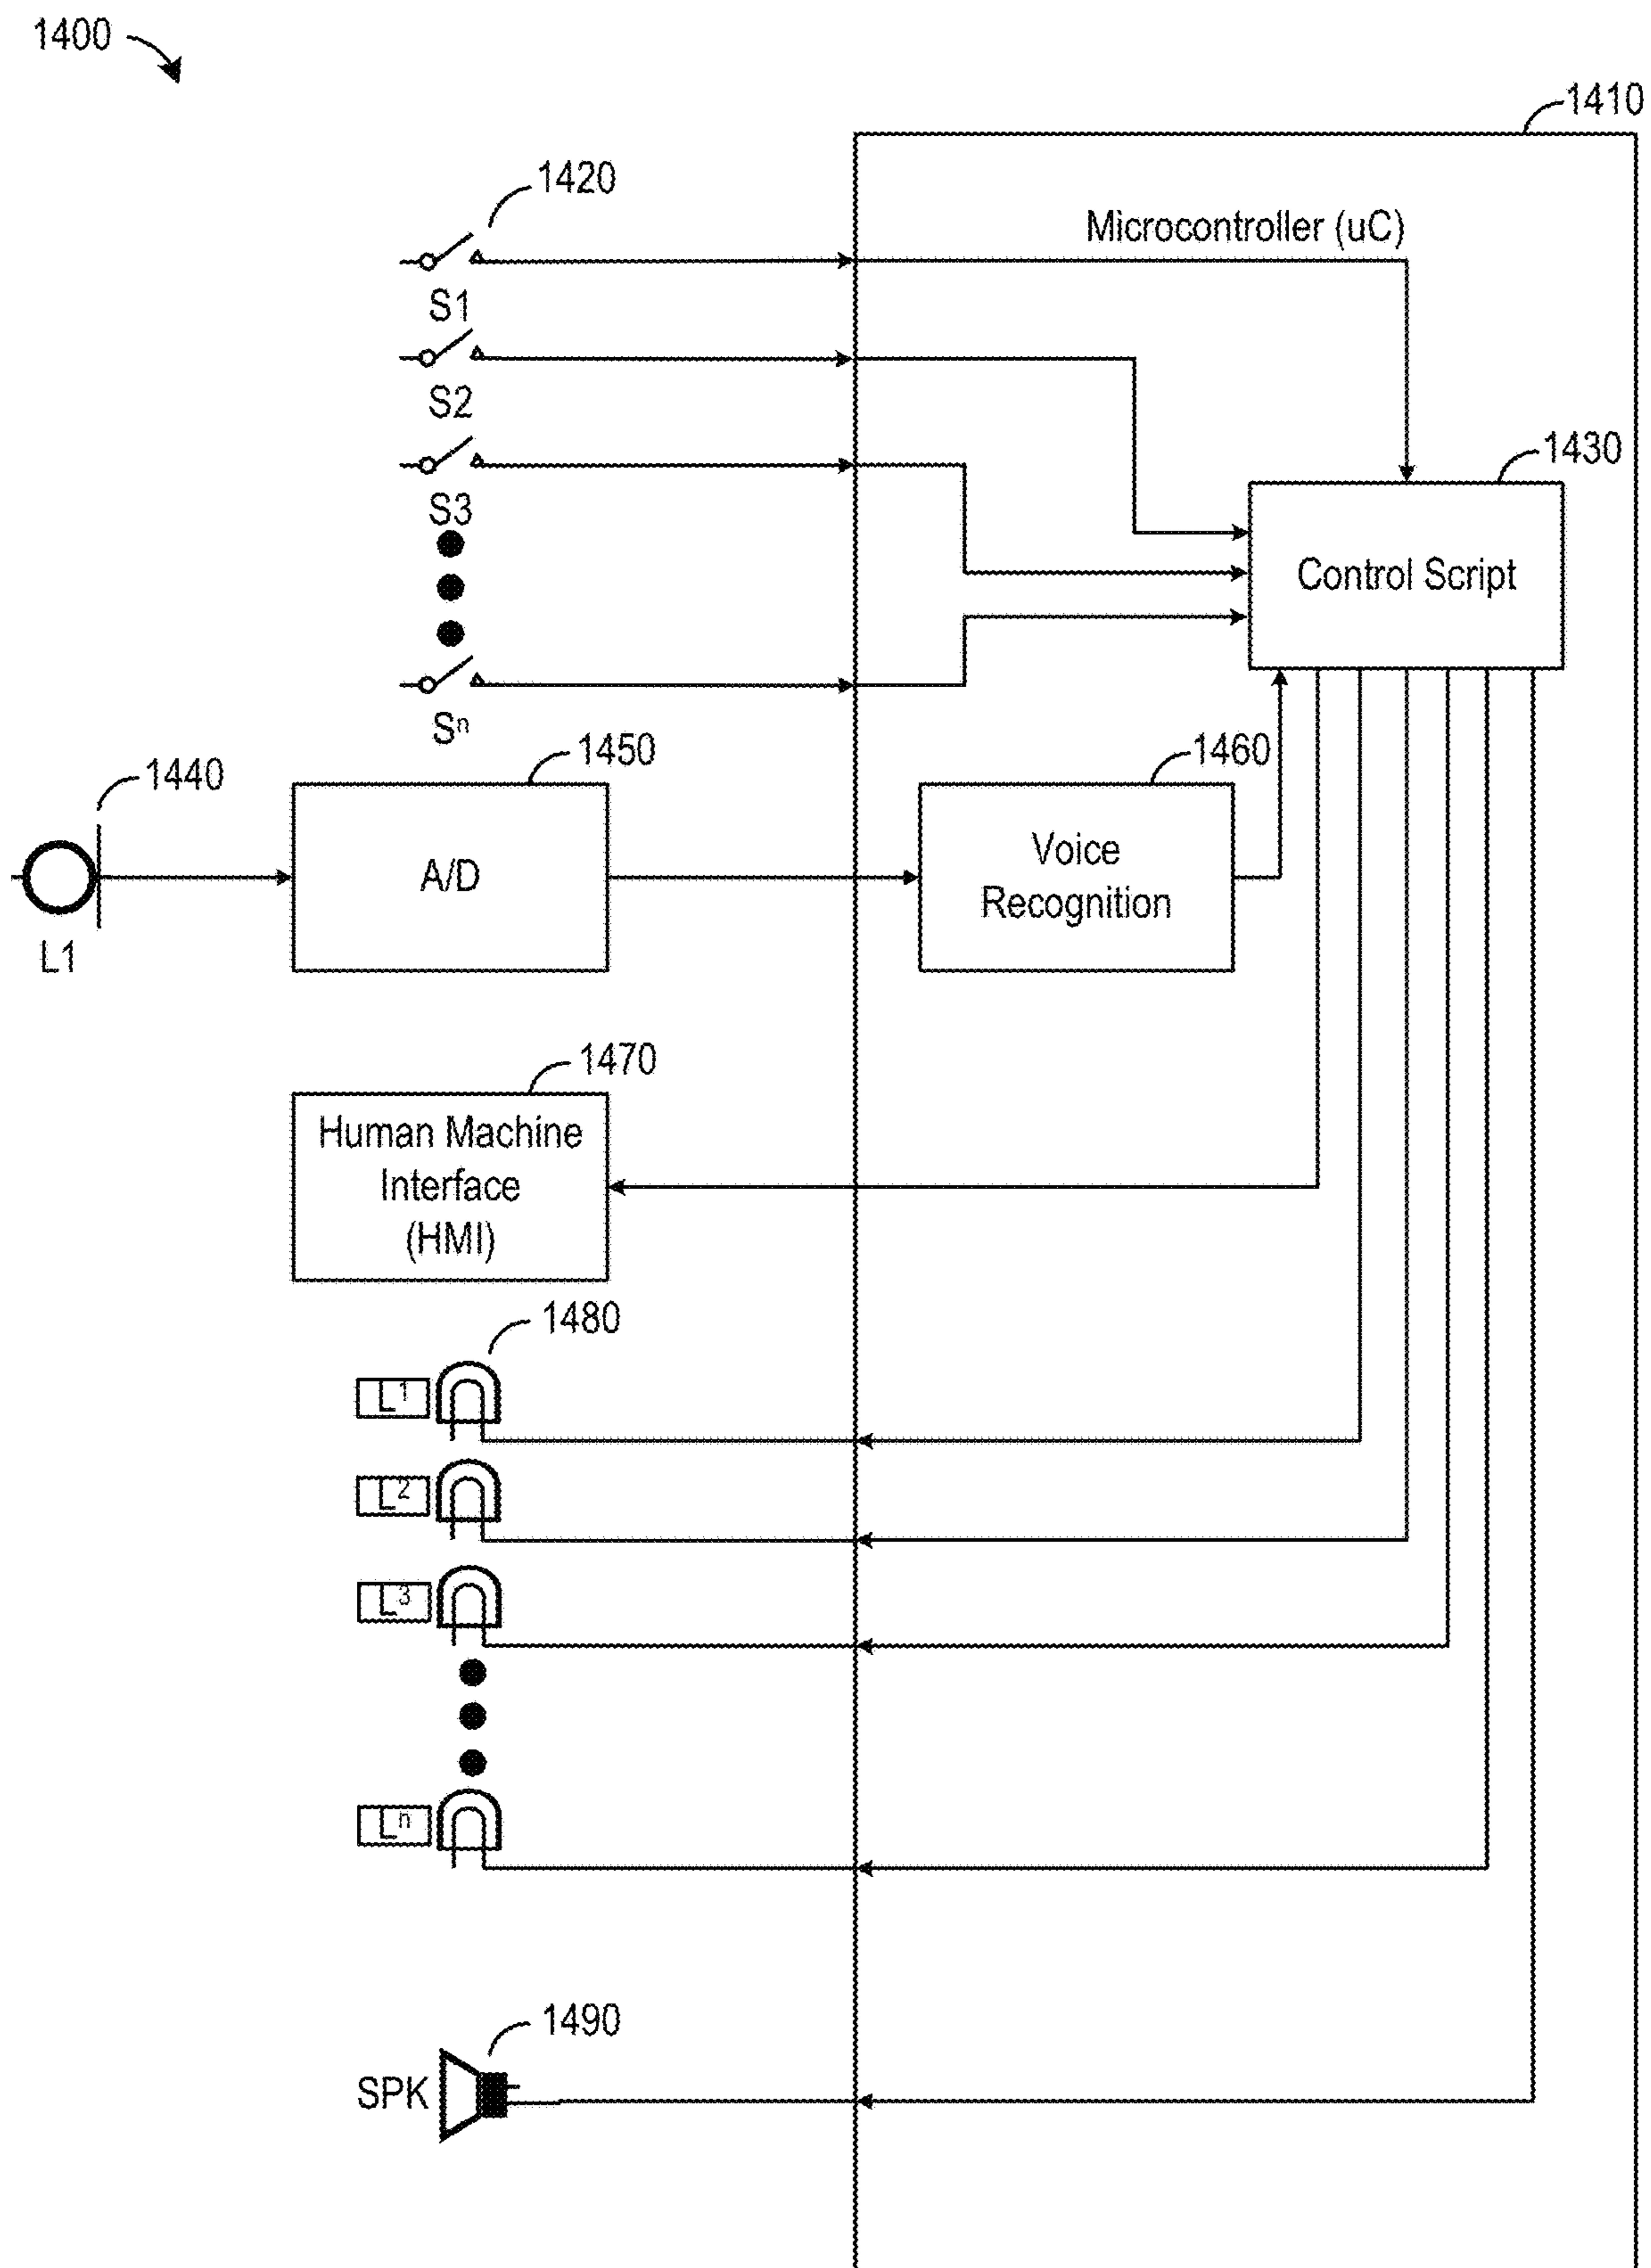 1400
1410
1420
Microcontroller (uC)
S1
S2
1430
S3
Control Script
Sⁿ
1450
1460
1440
A/D
Voice
Recognition
L1
1470
Human Machine
Interface
(HMI)
1480
L¹
L²
L³
Lⁿ
1490
SPK